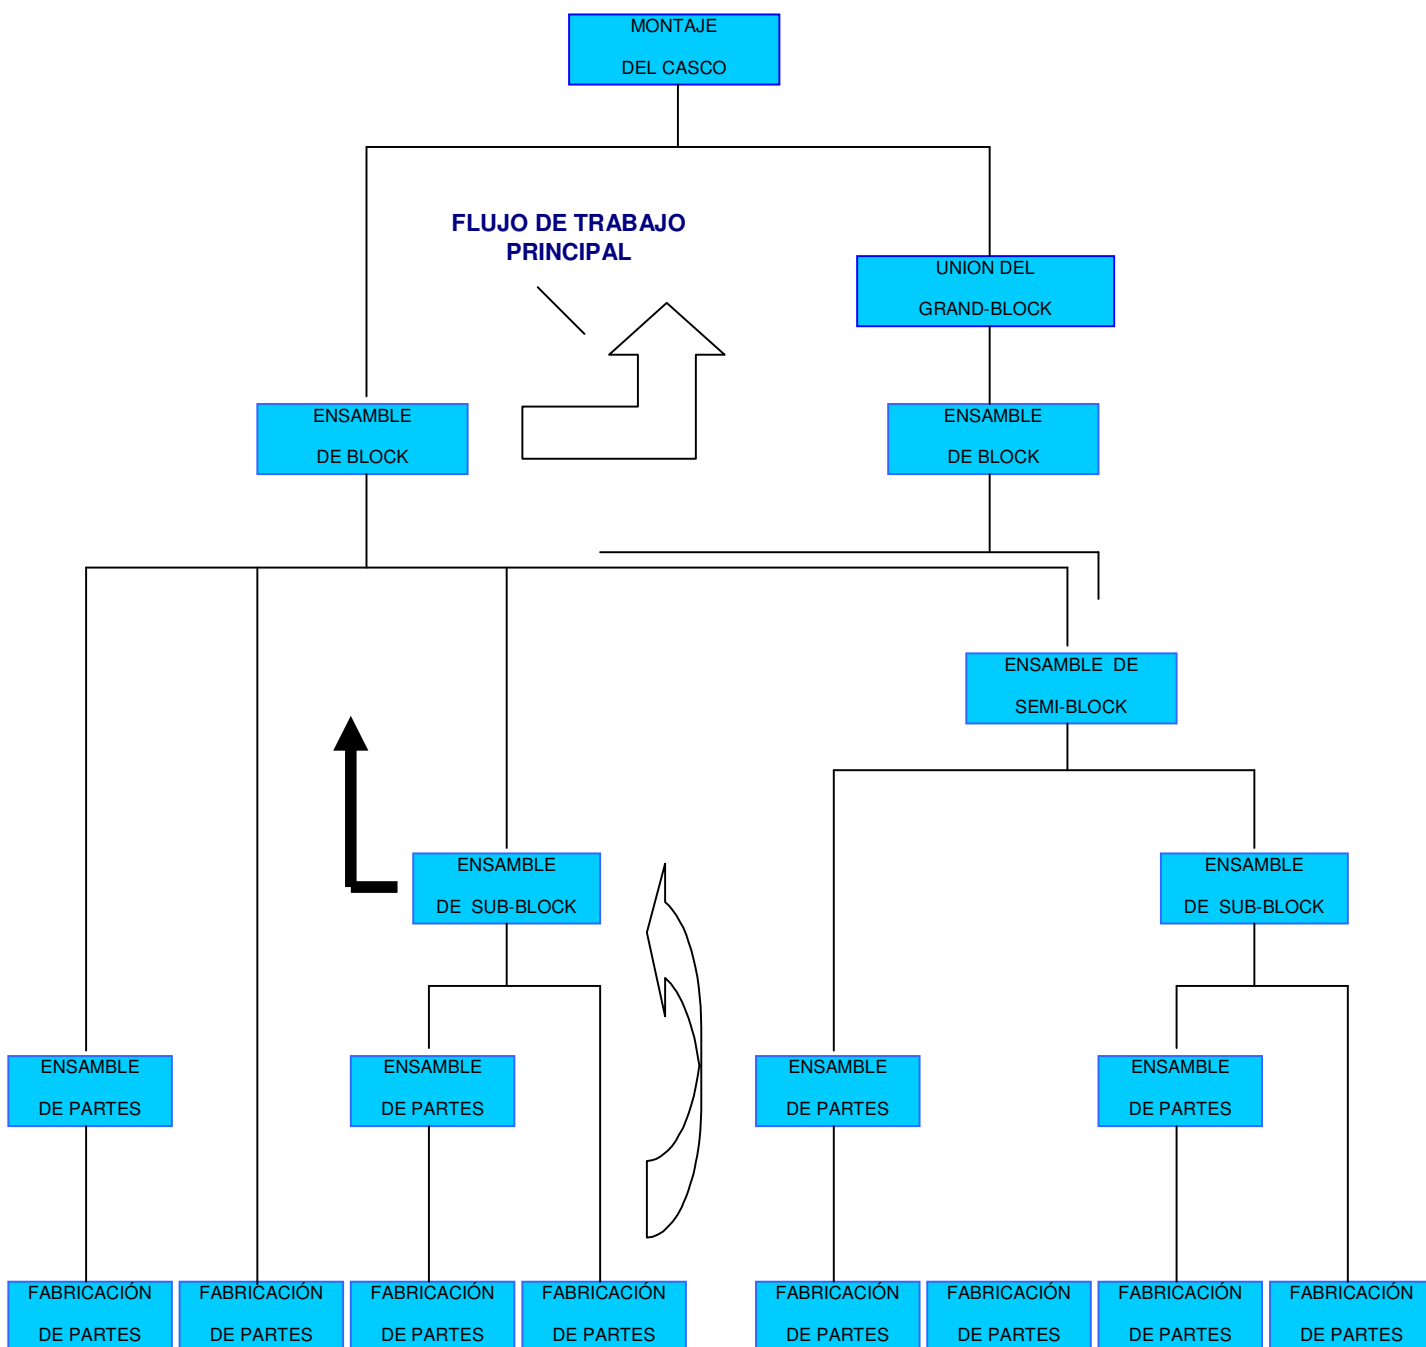 MONTAJE
DEL CASCO
FLUJO DE TRABAJO
PRINCIPAL
UNION DEL
GRAND-BLOCK
ENSAMBLE
DE BLOCK
ENSAMBLE
DE BLOCK
ENSAMBLE DE
SEMI-BLOCK
ENSAMBLE
DE SUB-BLOCK
ENSAMBLE
DE SUB-BLOCK
ENSAMBLE
DE PARTES
ENSAMBLE
DE PARTES
ENSAMBLE
DE PARTES
ENSAMBLE
DE PARTES
FABRICACIÓN
DE PARTES
FABRICACIÓN
DE PARTES
FABRICACIÓN
DE PARTES
FABRICACIÓN
DE PARTES
FABRICACIÓN
DE PARTES
FABRICACIÓN
DE PARTES
FABRICACIÓN
DE PARTES
FABRICACIÓN
DE PARTES